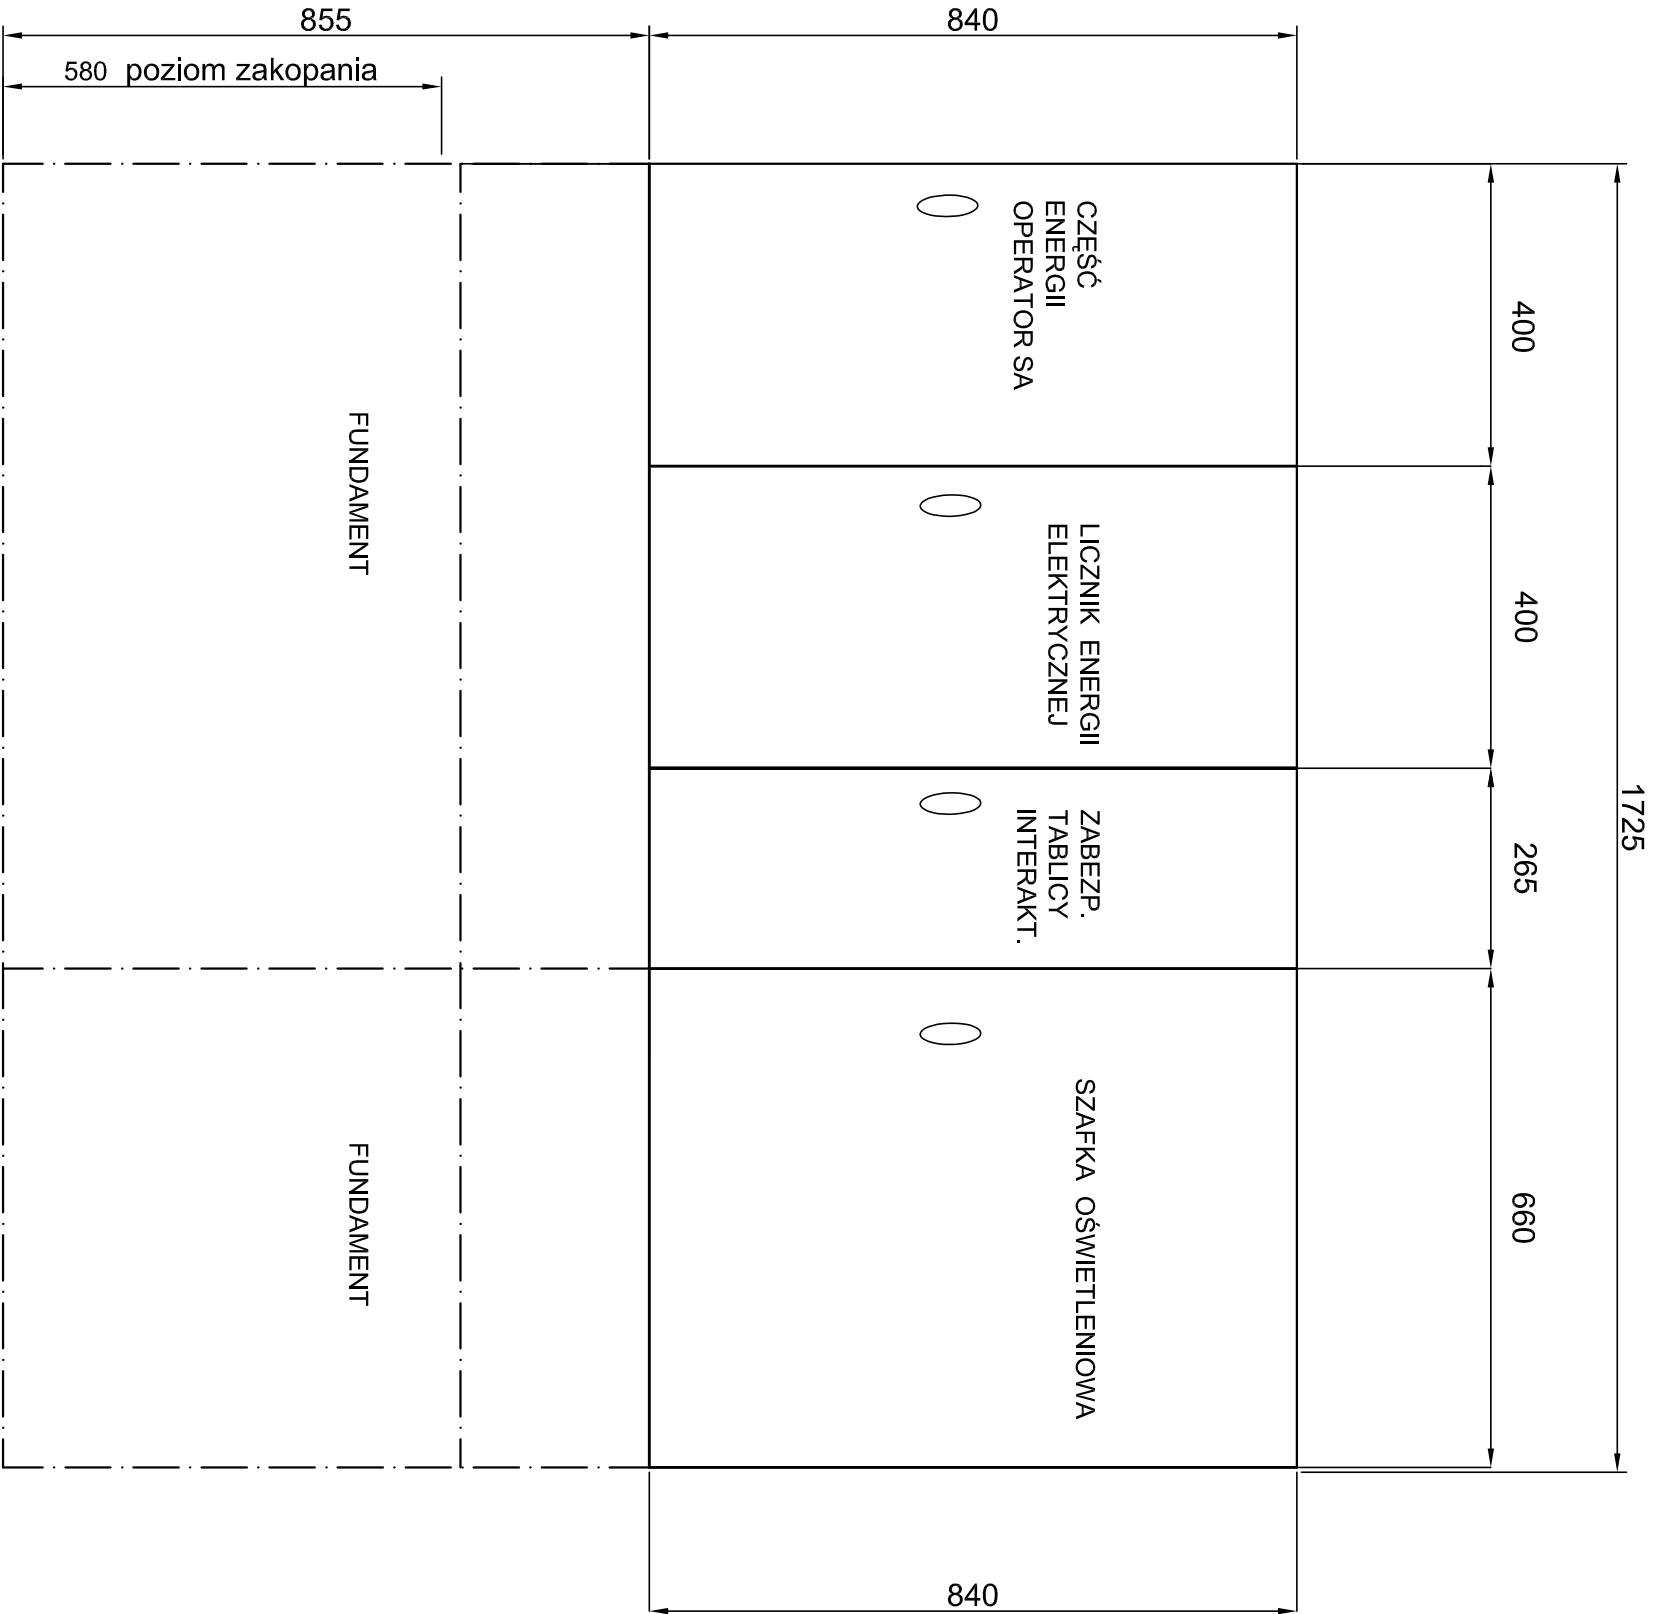 855
840
580 poziom zakopania
CZĘŚĆ
ENERGII
OPERATOR SA
400
LICZNIK ENERGII
ELEKTRYCZNEJ
400
ZABEZP.
TABLICY
INTERAKT.
265
1725
SZAFKA OŚWIETLENIOWA
660
FUNDAMENT
FUNDAMENT
840